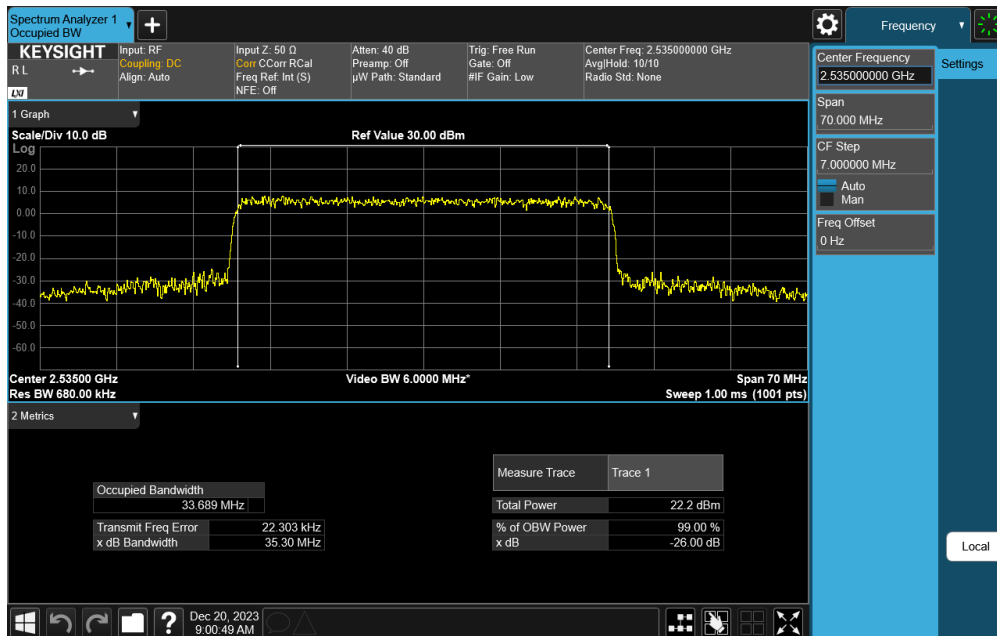 Spectrum Analyzer 1
Occupied BW
Frequency
KEYSIGHT
R L
LXI
Input: RF
Coupling: DC
Align: Auto
Input Z: 50 Ω
Corr CCorr RCal
Freq Ref: Int (S)
NFE: Off
Atten: 40 dB
Preamp: Off
µW Path: Standard
Trig: Free Run
Gate: Off
#IF Gain: Low
Center Freq: 2.535000000 GHz
Avg|Hold: 10/10
Radio Std: None
Center Frequency
2.535000000 GHz
Settings
Span
70.000 MHz
CF Step
7.000000 MHz
Auto
Man
Freq Offset
0 Hz
1 Graph
Scale/Div 10.0 dB
Ref Value 30.00 dBm
Log
20.0
10.0
0.00
-10.0
-20.0
-30.0
-40.0
-50.0
-60.0
Center 2.53500 GHz
Video BW 6.0000 MHz*
Span 70 MHz
Res BW 680.00 kHz
Sweep 1.00 ms (1001 pts)
2 Metrics
Measure Trace
Trace 1
Occupied Bandwidth
33.689 MHz
Total Power
22.2 dBm
Transmit Freq Error
22.303 kHz
% of OBW Power
99.00 %
x dB Bandwidth
35.30 MHz
x dB
-26.00 dB
Local
?
Dec 20, 2023
9:00:49 AM